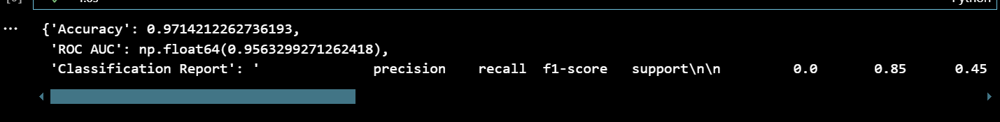 Python
... {'Accuracy': 0.9714212262736193,
'ROC AUC': np.float64(0.9563299271262418),
'Classification Report': '              precision    recall  f1-score   support\n\n         0.0       0.85      0.45